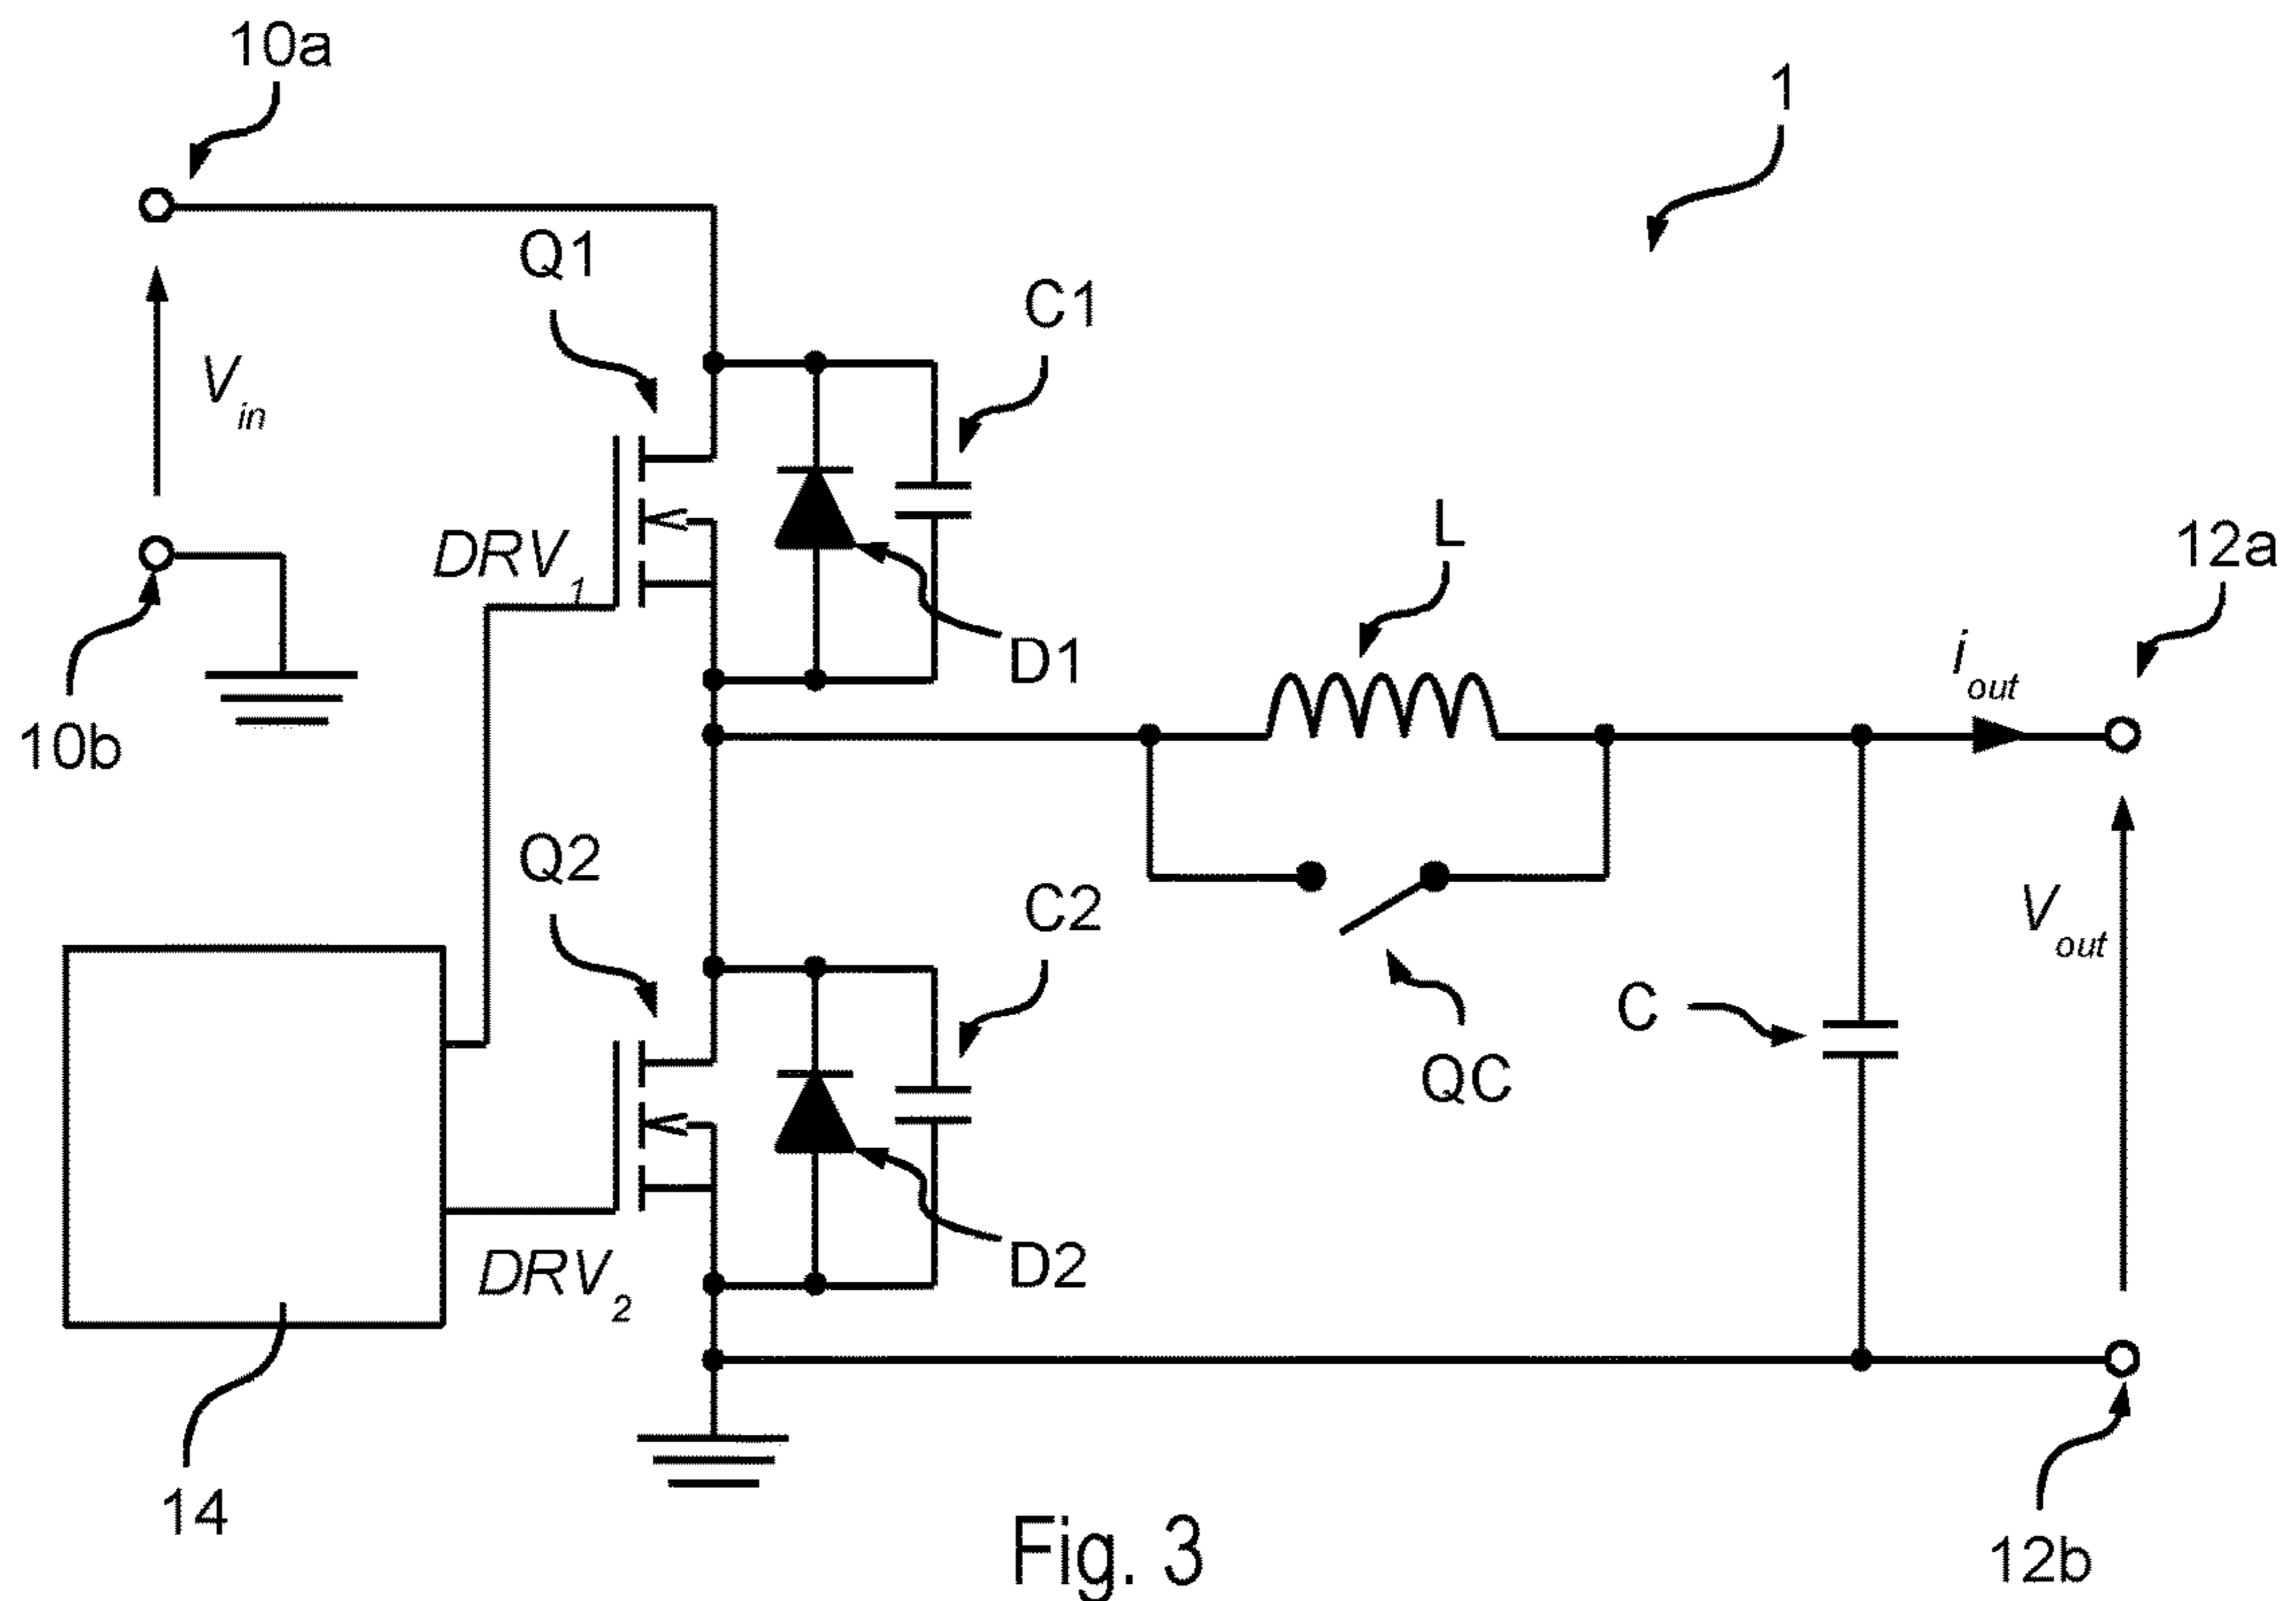 10a
1
Q1
C1
Vin
L
DRV1
12a
D1
iout
10b
Q2
C2
Vout
C
QC
D2
DRV2
14
Fig. 3
12b